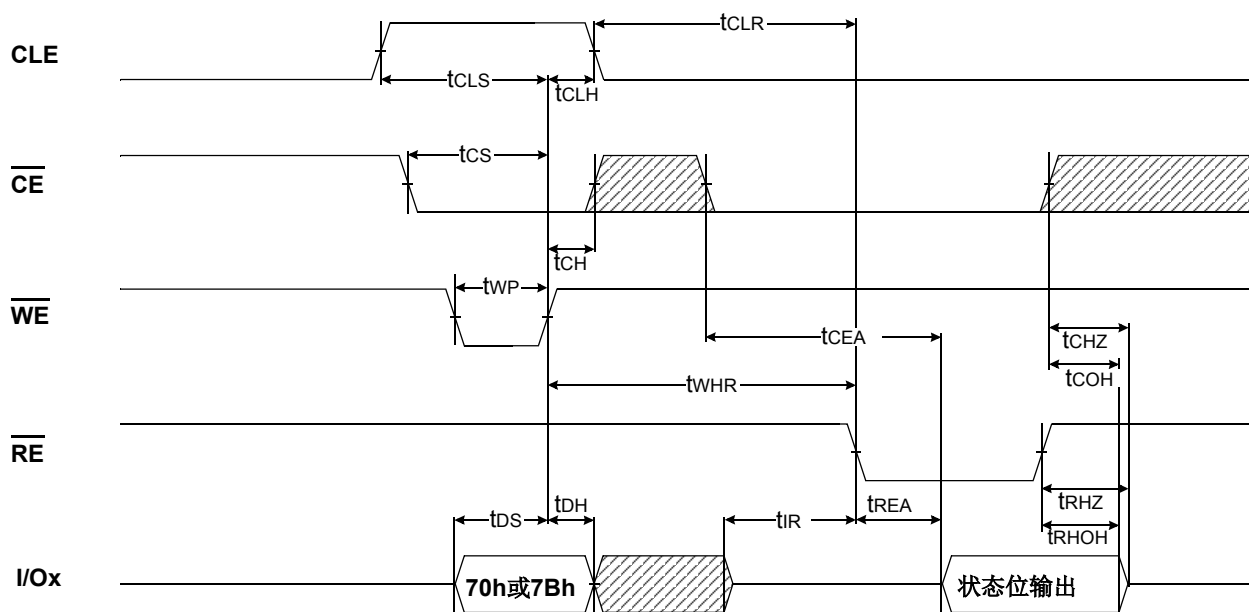 CLE
tCLR
tCLS
tCLH
CE
tCS
tCH
WE
tWP
tCEA
tCHZ
tCOH
tWHR
RE
tDS
tDH
tIR
tREA
tRHZ
tRHOH
I/Ox
70h或7Bh
状态位输出